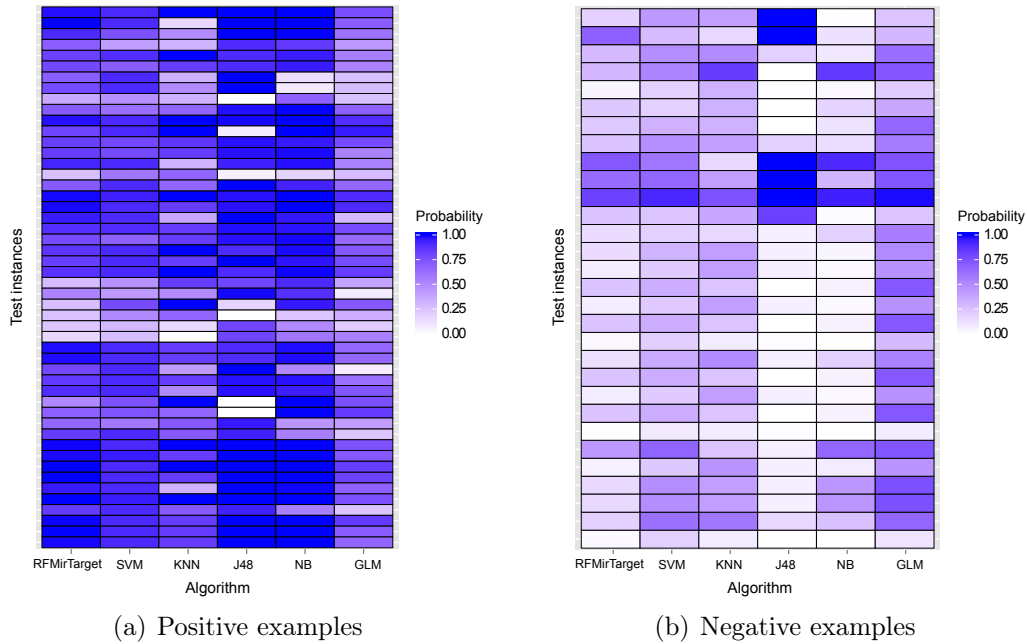 Test instances
Probability
1.00
0.75
0.50
0.25
0.00
RFMirTarget SVM KNN J48 NB GLM
Algorithm
(a) Positive examples
Test instances
Probability
1.00
0.75
0.50
0.25
0.00
RFMirTarget SVM KNN J48 NB GLM
Algorithm
(b) Negative examples